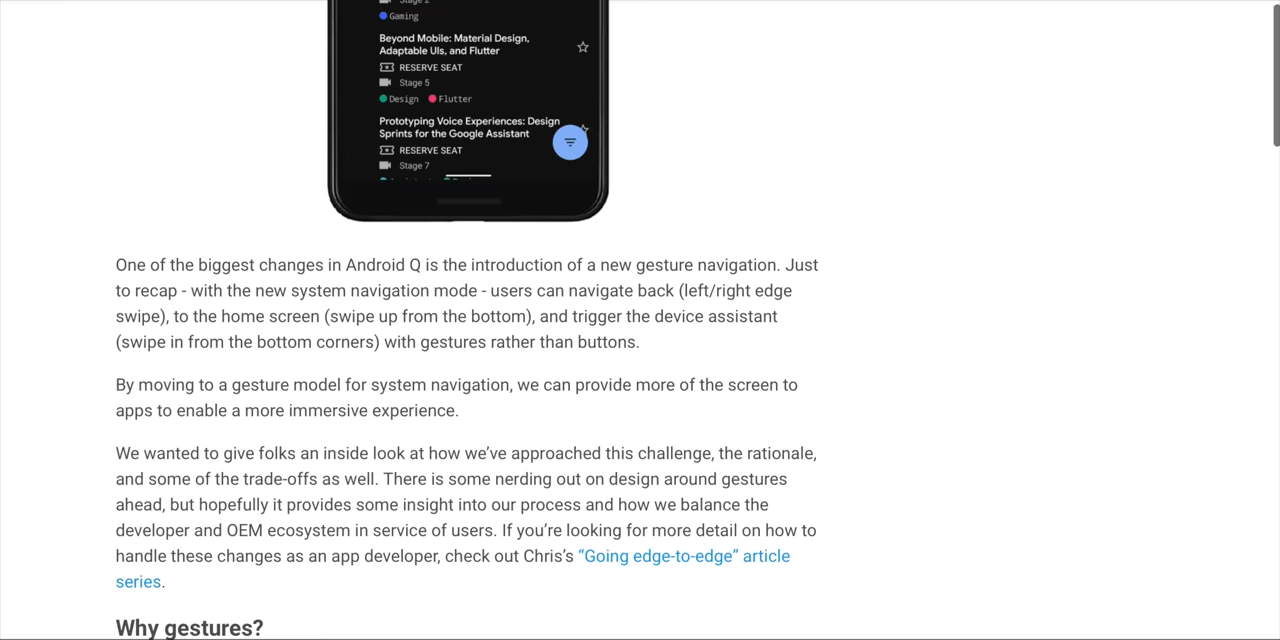 Stage 2
Gaming
Beyond Mobile: Material Design,
Adaptable UIs, and Flutter
RESERVE SEAT
Stage 5
Design Flutter
Prototyping Voice Experiences: Design
Sprints for the Google Assistant
RESERVE SEAT
Stage 7
One of the biggest changes in Android Q is the introduction of a new gesture navigation. Just
to recap - with the new system navigation mode - users can navigate back (left/right edge
swipe), to the home screen (swipe up from the bottom), and trigger the device assistant
(swipe in from the bottom corners) with gestures rather than buttons.
By moving to a gesture model for system navigation, we can provide more of the screen to
apps to enable a more immersive experience.
We wanted to give folks an inside look at how we’ve approached this challenge, the rationale,
and some of the trade-offs as well. There is some nerding out on design around gestures
ahead, but hopefully it provides some insight into our process and how we balance the
developer and OEM ecosystem in service of users. If you’re looking for more detail on how to
handle these changes as an app developer, check out Chris’s “Going edge-to-edge” article
series.
Why gestures?